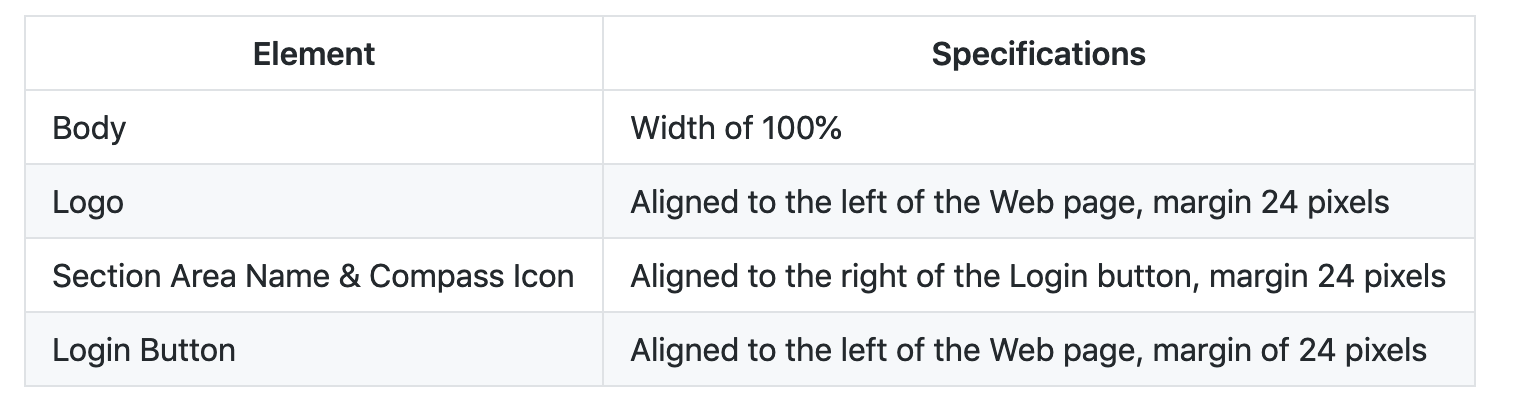 Element Specifications
Body Width of 100%
Logo Aligned to the left of the Web page, margin 24 pixels
Section Area Name & Compass Icon Aligned to the right of the Login button, margin 24 pixels
Login Button Aligned to the left of the Web page, margin of 24 pixels